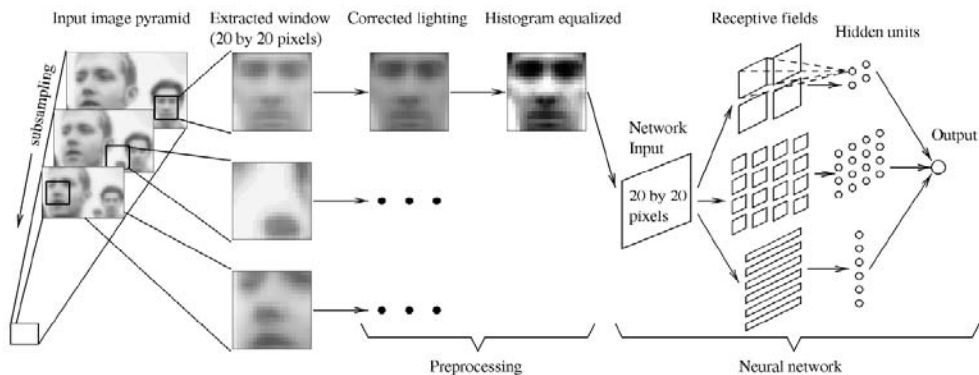 Input image pyramid
Extracted window
(20 by 20 pixels)
Corrected lighting
Histogram equalized
Receptive fields
Hidden units
subsampling
Network
Input
20 by 20
pixels
Output
Preprocessing
Neural network